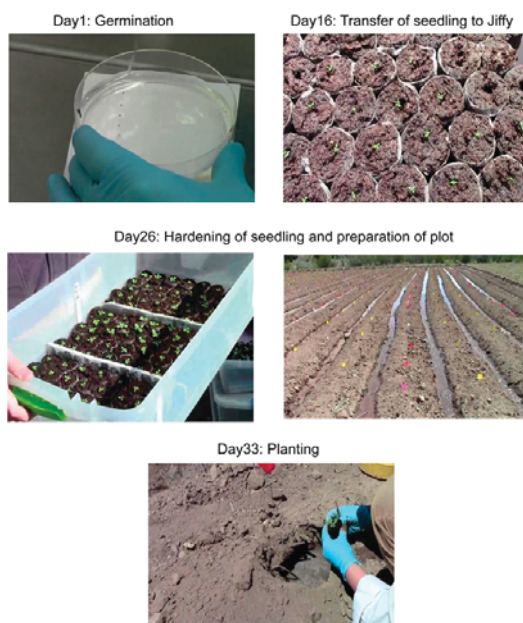 Day1: Germination
Day16: Transfer of seedling to Jiffy
Day26: Hardening of seedling and preparation of plot
Day33: Planting